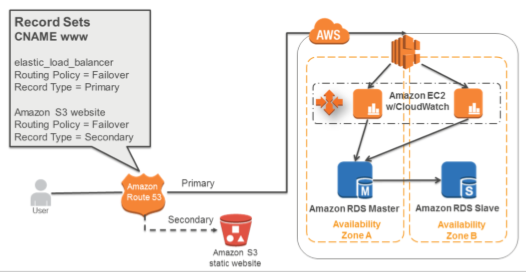 Record Sets
CNAME www
elastic_load_balancer
Routing Policy = Failover
Record Type = Primary
Amazon S3 website
Routing Policy = Failover
Record Type = Secondary
AWS
Amazon EC2
w/CloudWatch
User
Amazon
Route 53
Primary
Secondary
Amazon S3
static website
M
S
Amazon RDS Master
Amazon RDS Slave
Availability
Zone A
Availability
Zone B